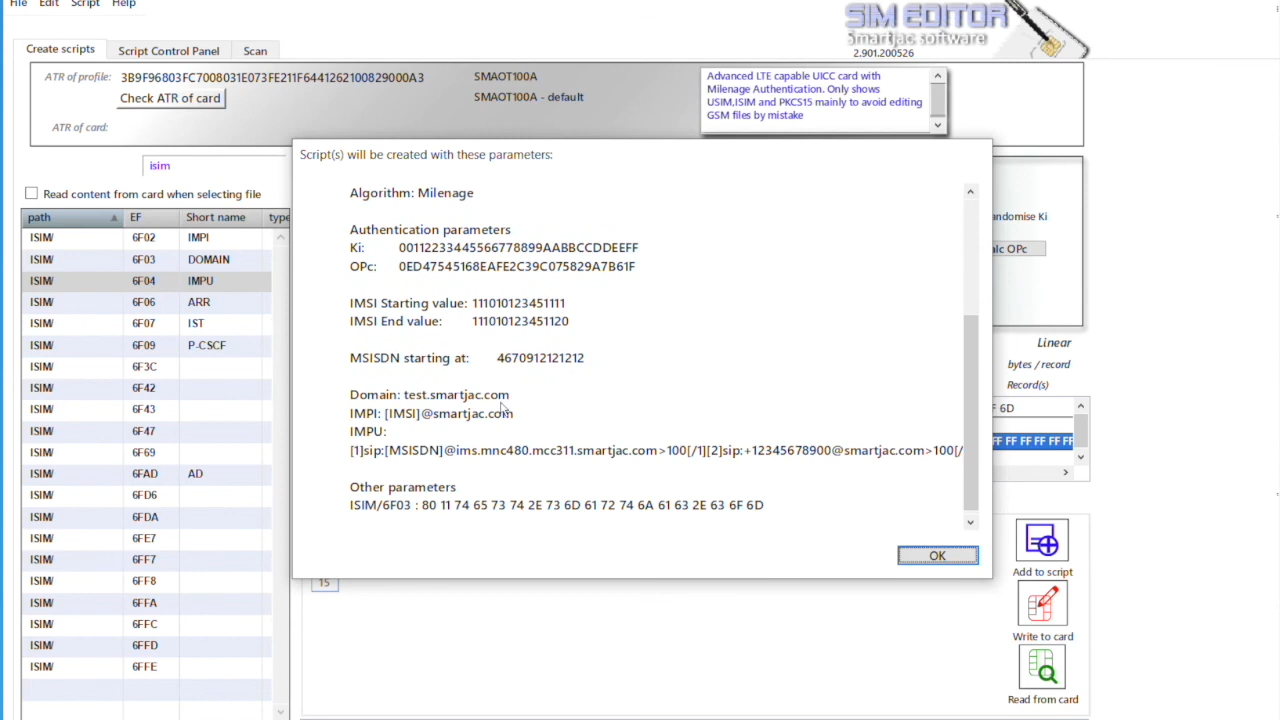 File Edit Script Help
SIM EDITOR
Smartjac software
2.901.200526
Create scripts Script Control Panel Scan
ATR of profile: 3B9F96803FC7008031E073FE211F6441262100829000A3 SMAOT100A
Check ATR of card SMAOT100A - default
ATR of card:
Advanced LTE capable UICC card with
Milenage Authentication. Only shows
USIM,ISIM and PKCS15 mainly to avoid editing
GSM files by mistake
isim
Read content from card when selecting file
path EF Short name type
ISIM/ 6F02 IMPI
ISIM/ 6F03 DOMAIN
ISIM/ 6F04 IMPU
ISIM/ 6F06 ARR
ISIM/ 6F07 IST
ISIM/ 6F09 P-CSCF
ISIM/ 6F3C
ISIM/ 6F42
ISIM/ 6F43
ISIM/ 6F47
ISIM/ 6F69
ISIM/ 6FAD AD
ISIM/ 6FD6
ISIM/ 6FDA
ISIM/ 6FE7
ISIM/ 6FF7
ISIM/ 6FF8
ISIM/ 6FFA
ISIM/ 6FFC
ISIM/ 6FFD
ISIM/ 6FFE
Script(s) will be created with these parameters:
Algorithm: Milenage
Authentication parameters
Ki: 00112233445566778899AABBCCDDEEFF
OPc: 0ED47545168EAFE2C39C075829A7B61F
IMSI Starting value: 111010123451111
IMSI End value: 111010123451120
MSISDN starting at: 4670912121212
Domain: test.smartjac.com
IMPI: [IMSI]@smartjac.com
IMPU:
[1]sip:[MSISDN]@ims.mnc480.mcc311.smartjac.com>100[/1][2]sip:+12345678900@smartjac.com>100[/
Other parameters
ISIM/6F03 : 80 11 74 65 73 74 2E 73 6D 61 72 74 6A 61 63 2E 63 6F 6D
OK
15
andomise Ki
alc OPc
Linear
bytes / record
Record(s)
F 6D
FF FF FF FF FF FF
Add to script
Write to card
Read from card